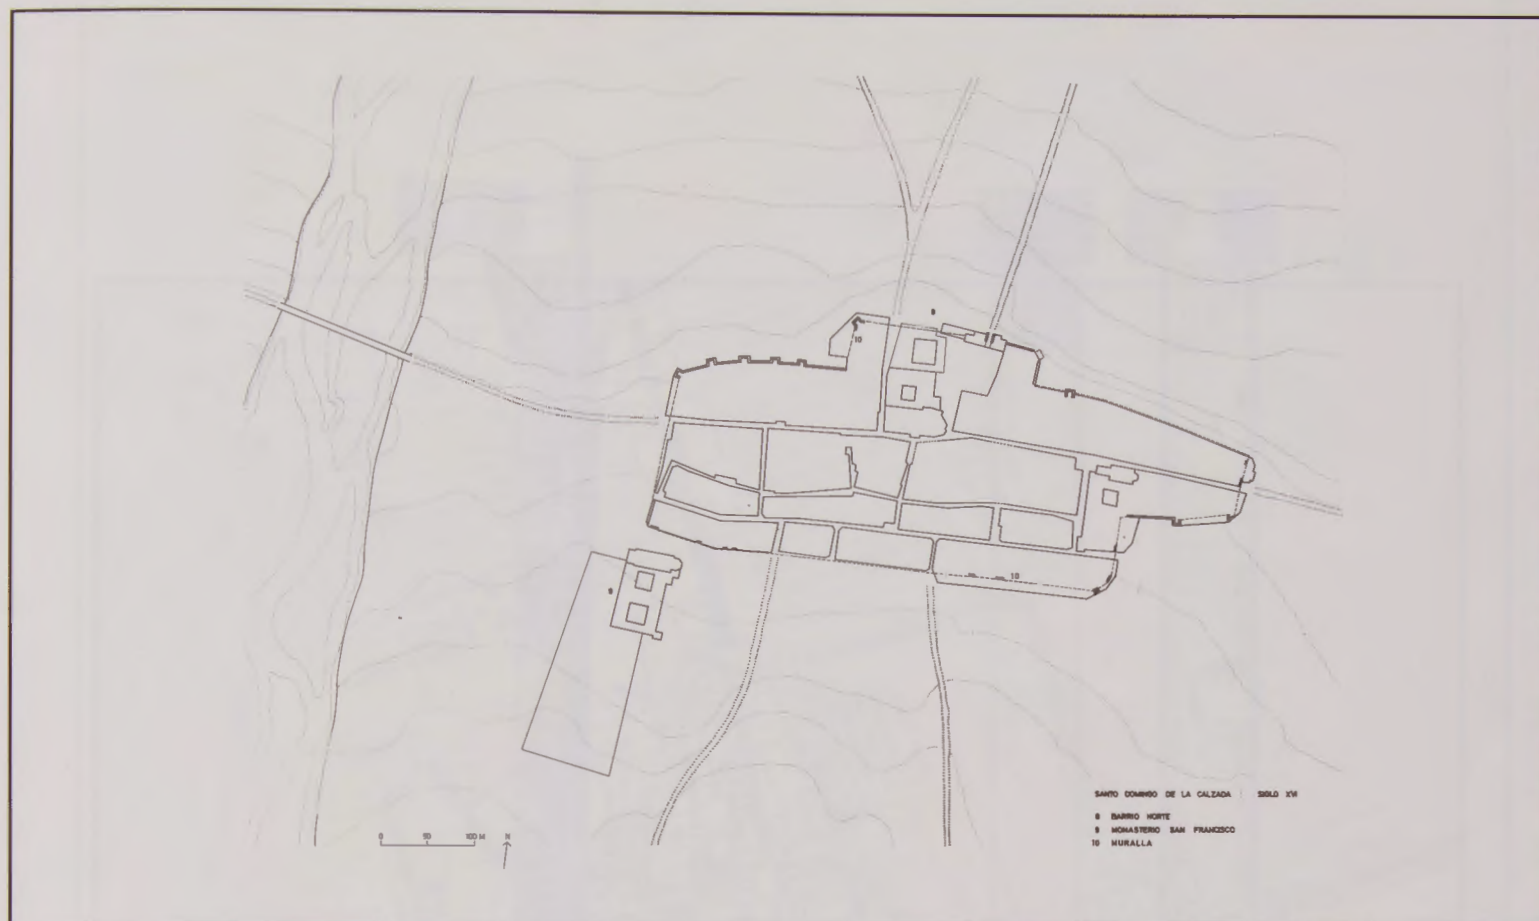 8
10
9
10
SANTO DOMINGO DE LA CALZADA SIGLO XVI
8 BARRIO NORTE
9 MONASTERIO SAN FRANCISCO
10 MURALLA
0 50 100 M N